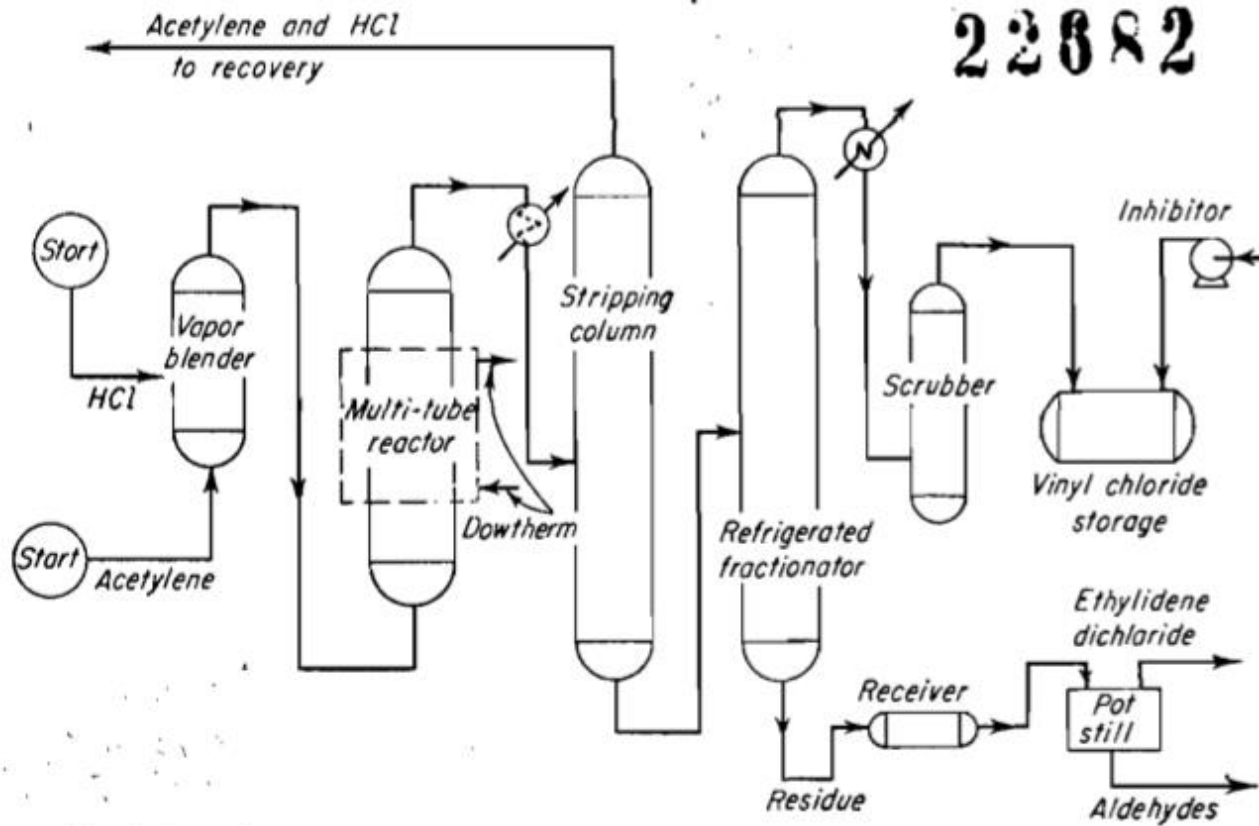 Acetylene and HCl
to recovery
22682
Start
HCl
Vapor
blender
Start
Acetylene
Multi-tube
reactor
Dowtherm
Stripping
column
Refrigerated
fractionator
Scrubber
Inhibitor
Vinyl chloride
storage
Residue
Receiver
Pot
still
Ethylidene
dichloride
Aldehydes